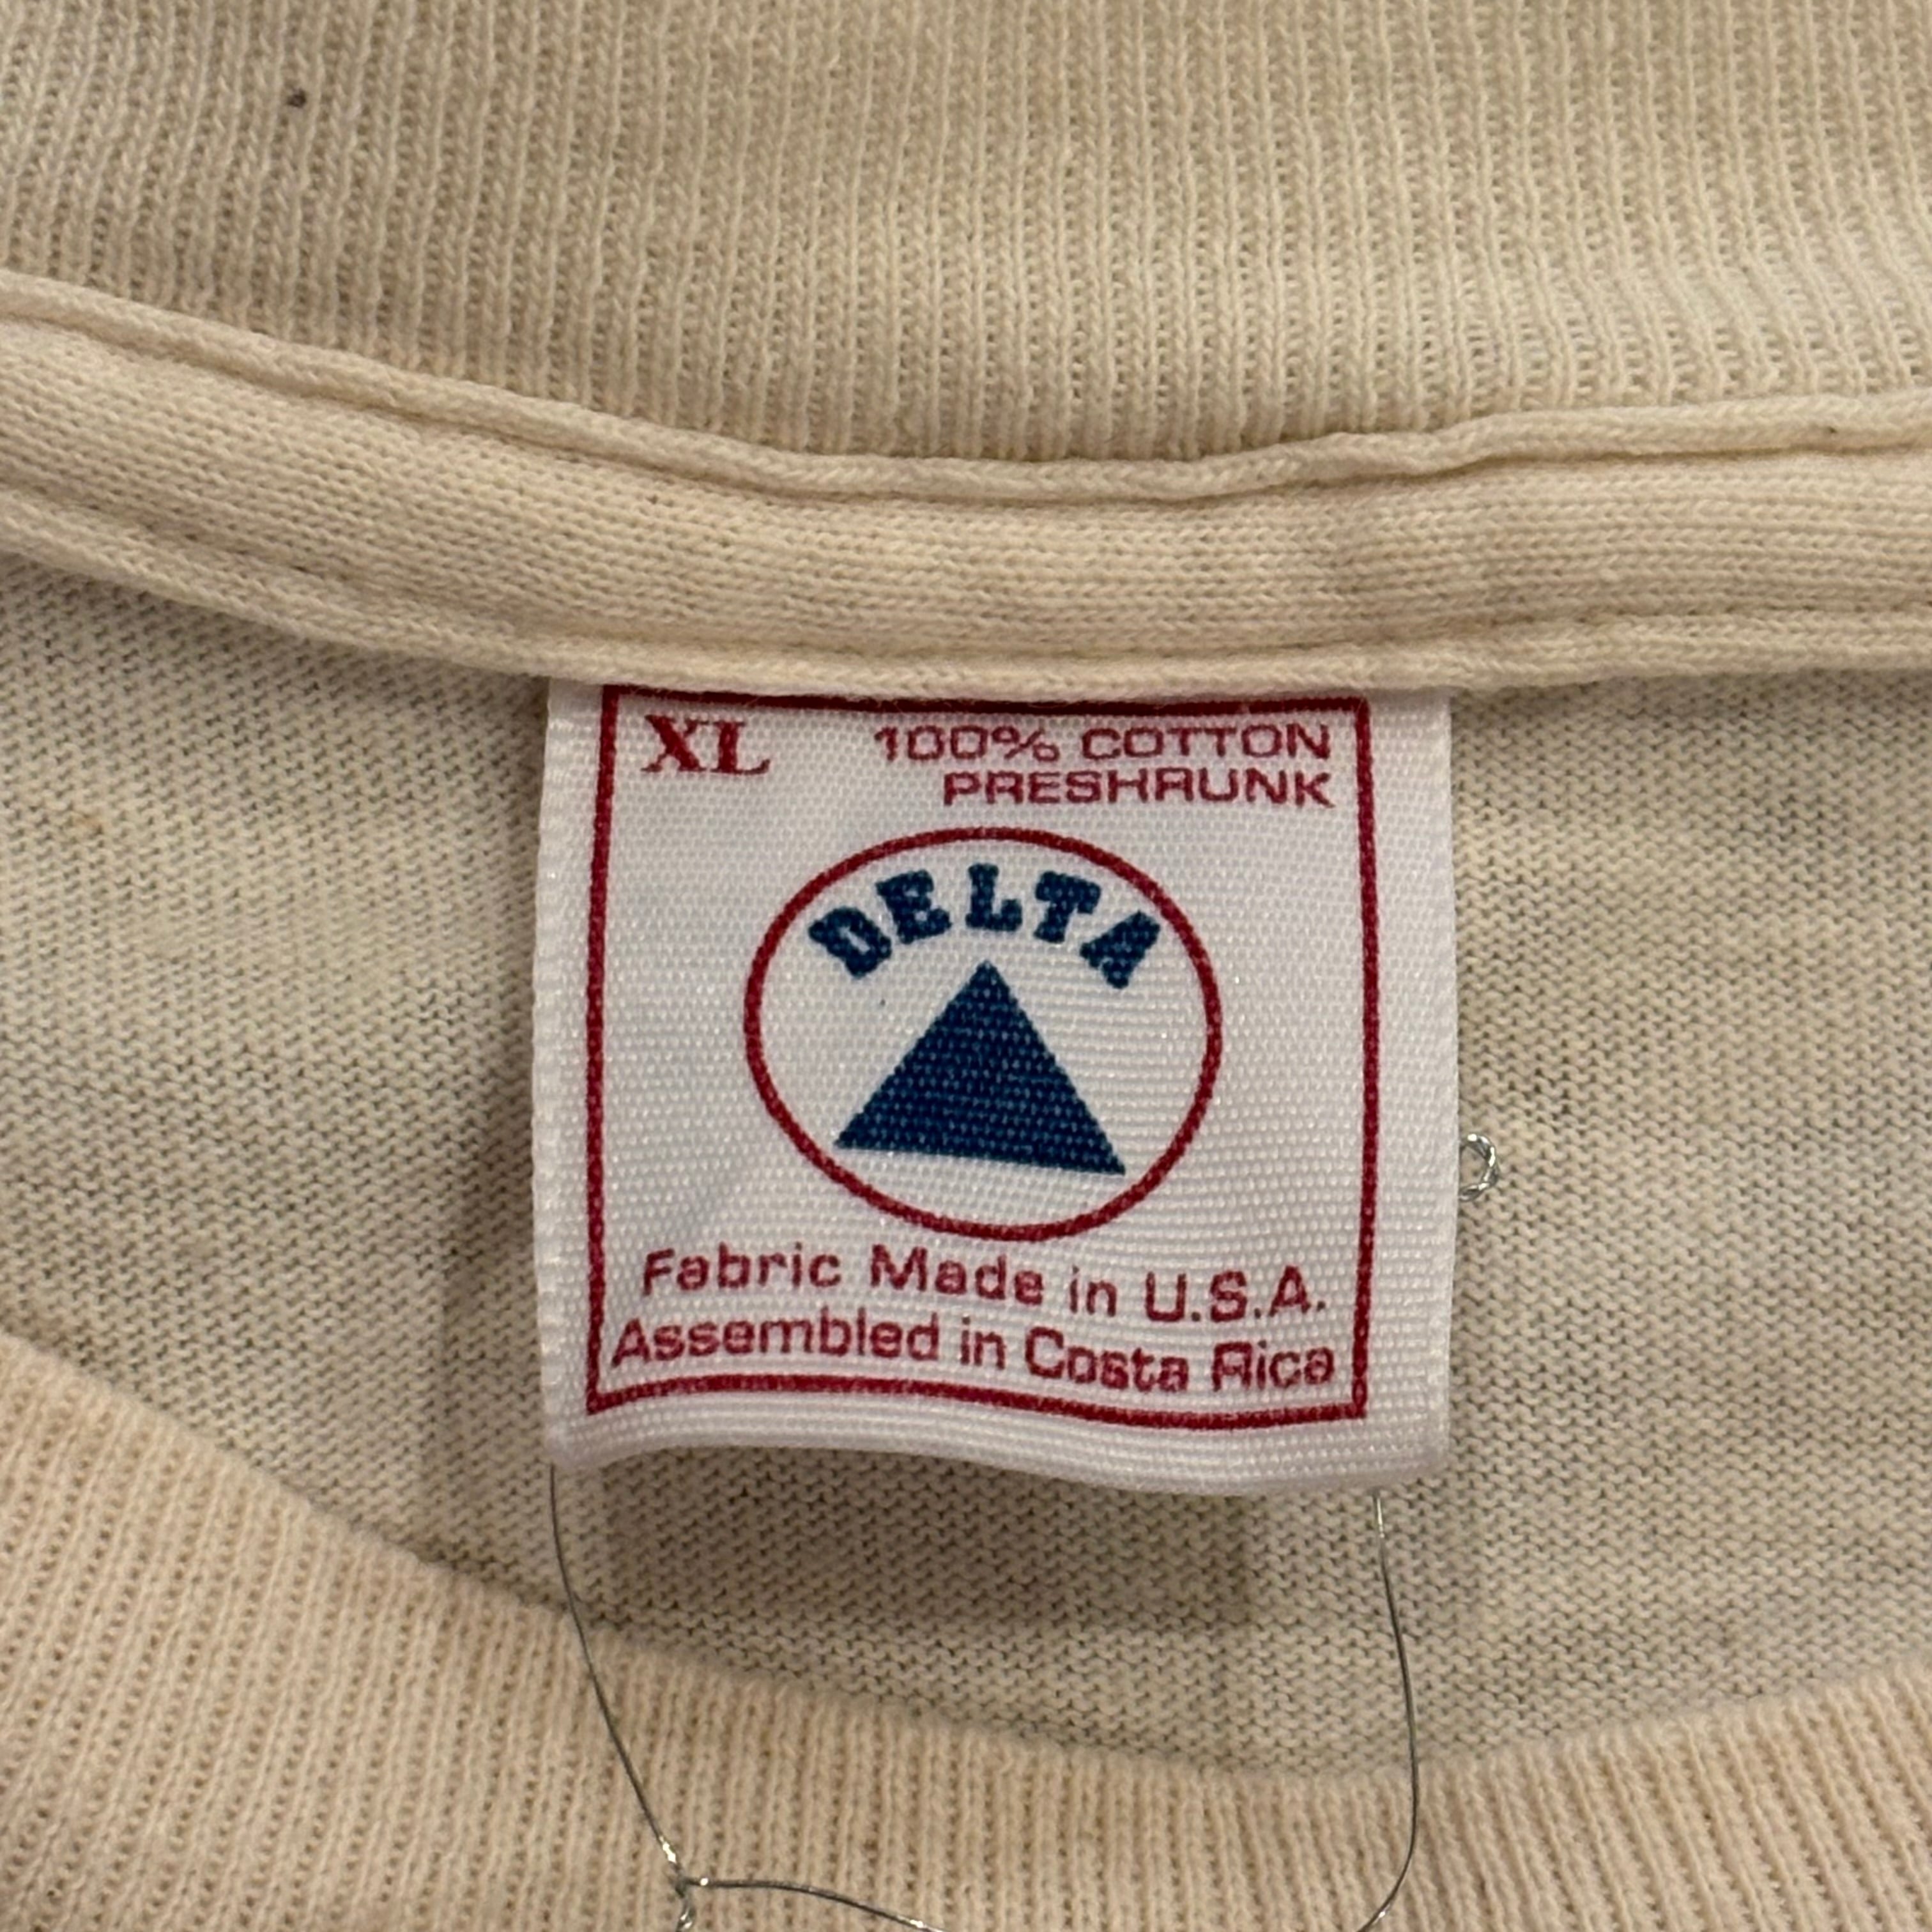 XL
100% COTTON
PRESHRUNK
DELTA
Fabric Made in U.S.A.
Assembled in Costa Rica